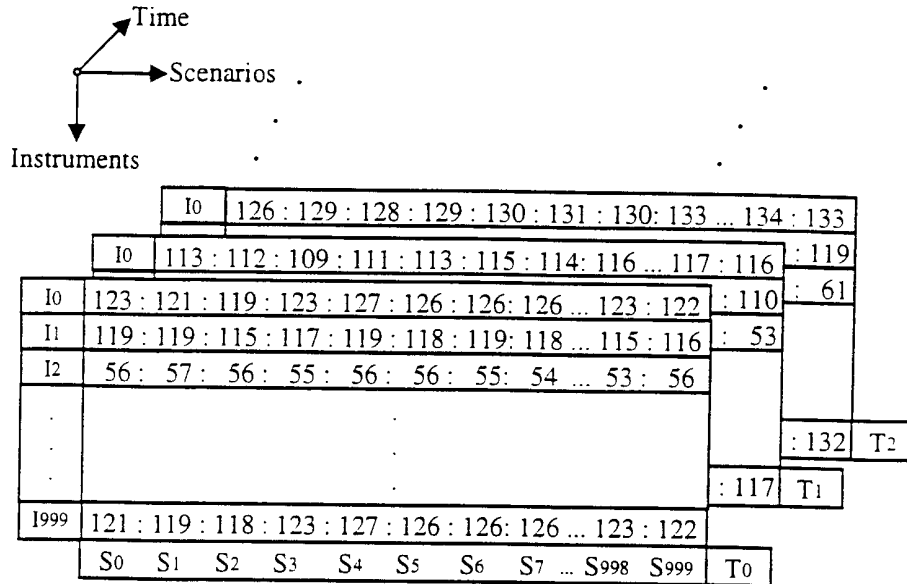 Time
Scenarios
Instruments
I0 126 : 129 : 128 : 129 : 130 : 131 : 130: 133 ... 134 : 133
: 119
I0 113 : 112 : 109 : 111 : 113 : 115 : 114: 116 ... 117 : 116
: 61
I0 123 : 121 : 119 : 123 : 127 : 126 : 126: 126 ... 123 : 122
: 110
I1 119 : 119 : 115 : 117 : 119 : 118 : 119: 118 ... 115 : 116
: 53
I2 56 : 57 : 56 : 55 : 56 : 56 : 55: 54 ... 53 : 56
: 132 T2
: 117 T1
I999 121 : 119 : 118 : 123 : 127 : 126 : 126: 126 ... 123 : 122
S0 S1 S2 S3 S4 S5 S6 S7 ... S998 S999 T0